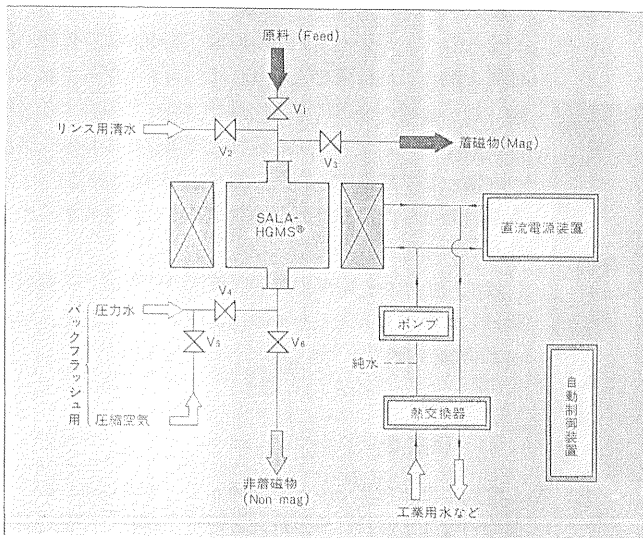 原料 (Feed)
V₁
リンス用清水
V₂
V₃
着磁物(Mag)
SALA-
HGMS®
直流電源装置
バックフラッシュ用
圧力水
V₄
V₅
V₆
圧縮空気
ポンプ
純水
熱交換器
自動制御装置
非着磁物
(Non mag)
工業用水など